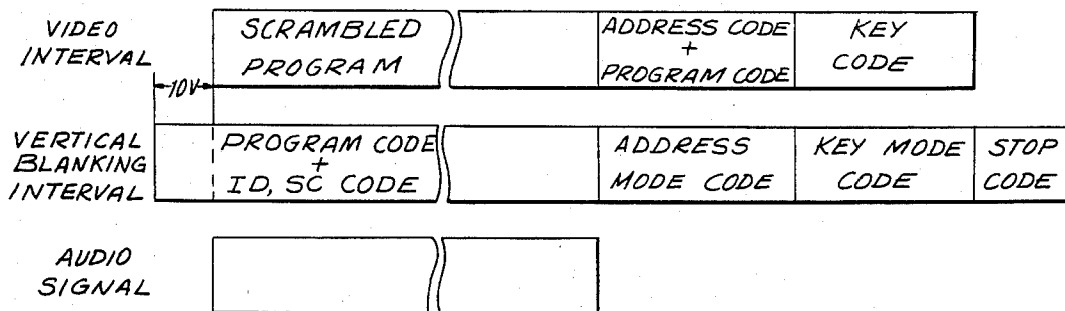 VIDEO
INTERVAL
SCRAMBLED
PROGRAM
ADDRESS CODE
+
PROGRAM CODE
KEY
CODE
10V
VERTICAL
BLANKING
INTERVAL
PROGRAM CODE
+
ID, SC CODE
ADDRESS
MODE CODE
KEY MODE
CODE
STOP
CODE
AUDIO
SIGNAL